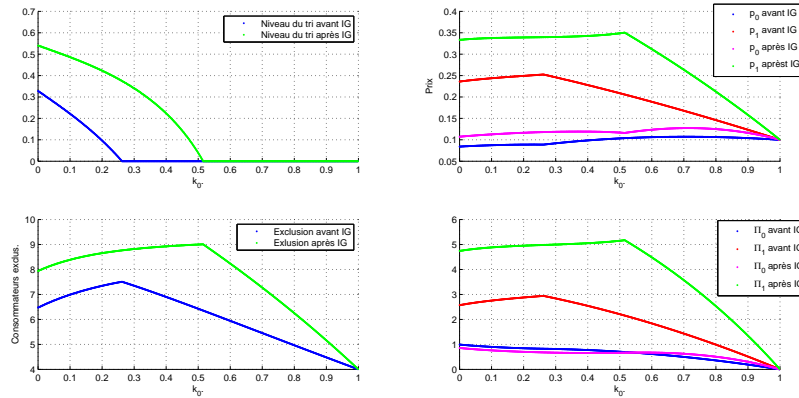 Niveau du tri avant IG
Niveau du tri après IG
0.7
0.6
0.5
0.4
0.3
0.2
0.1
0
0 0.1 0.2 0.3 0.4 0.5 0.6 0.7 0.8 0.9 1
k0-
p0 avant IG
p1 avant IG
p0 après IG
p1 aprèst IG
Prix
0.4
0.35
0.3
0.25
0.2
0.15
0.1
0.05
0 0.1 0.2 0.3 0.4 0.5 0.6 0.7 0.8 0.9 1
k0-
Exclusion avant IG
Exlusion après IG
Consommateurs exclus.
10
9
8
7
6
5
4
0 0.1 0.2 0.3 0.4 0.5 0.6 0.7 0.8 0.9 1
k0-
Π0 avant IG
Π1 avant IG
Π0 après IG
Π1 après IG
6
5
4
3
2
1
0
0 0.1 0.2 0.3 0.4 0.5 0.6 0.7 0.8 0.9 1
k0-